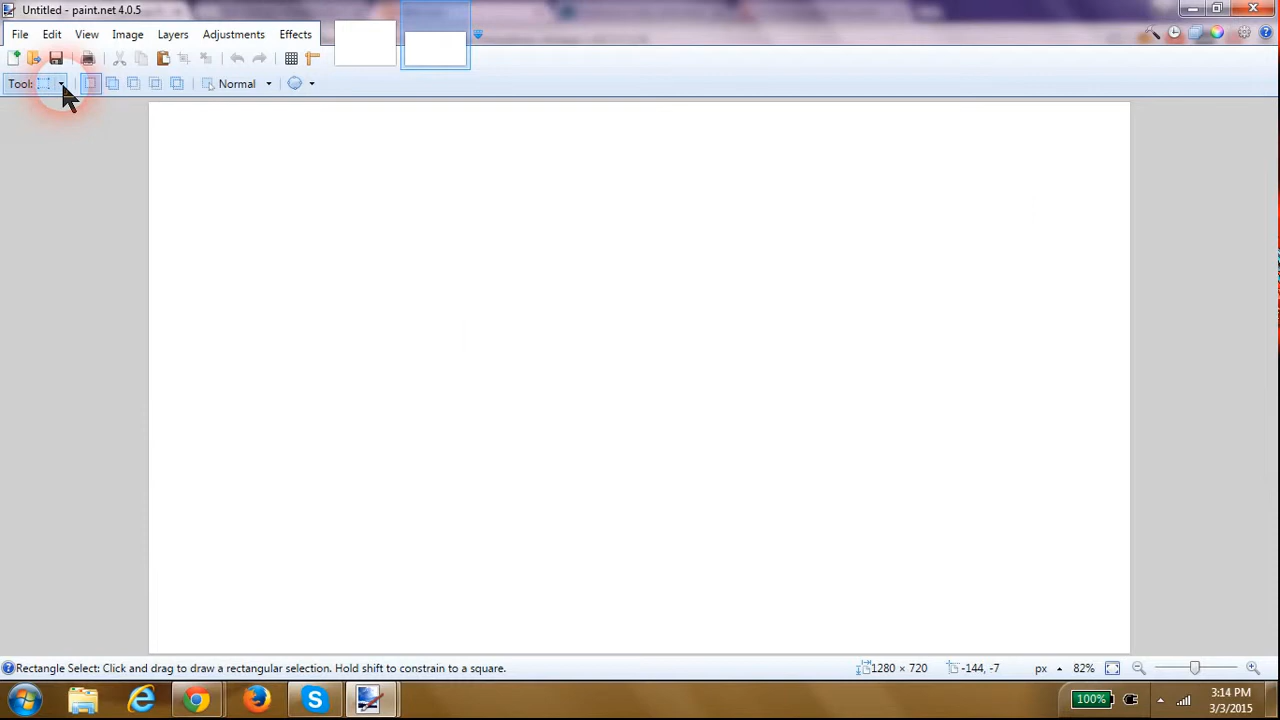 Untitled - paint.net 4.0.5
File Edit View Image Layers Adjustments Effects
Tool: Normal
Rectangle Select: Click and drag to draw a rectangular selection. Hold shift to constrain to a square. 1280 × 720 -144, -7 px 82%
100% 3:14 PM
3/3/2015